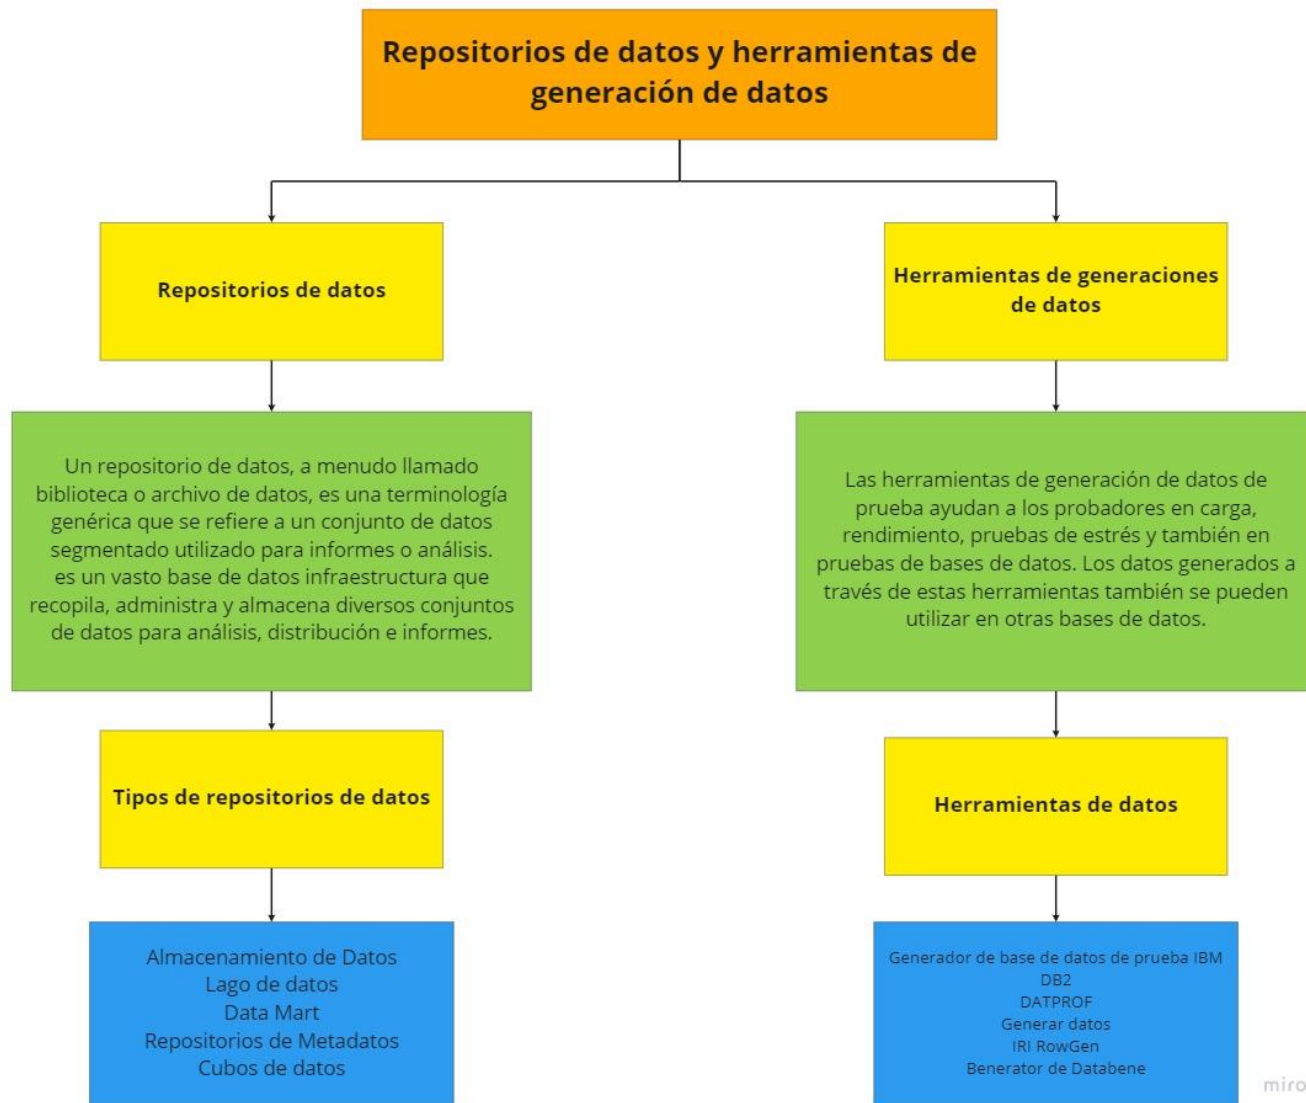 Repositorios de datos y herramientas de
generación de datos
Repositorios de datos
Herramientas de generaciones
de datos
Un repositorio de datos, a menudo llamado
biblioteca o archivo de datos, es una terminología
genérica que se refiere a un conjunto de datos
segmentado utilizado para informes o análisis.
es un vasto base de datos infraestructura que
recopila, administra y almacena diversos conjuntos
de datos para análisis, distribución e informes.
Las herramientas de generación de datos de
prueba ayudan a los probadores en carga,
rendimiento, pruebas de estrés y también en
pruebas de bases de datos. Los datos generados a
través de estas herramientas también se pueden
utilizar en otras bases de datos.
Tipos de repositorios de datos
Herramientas de datos
Almacenamiento de Datos
Lago de datos
Data Mart
Repositorios de Metadatos
Cubos de datos
Generador de base de datos de prueba IBM
DB2
DATPROF
Generar datos
IRI RowGen
Benerator de Databene
miro